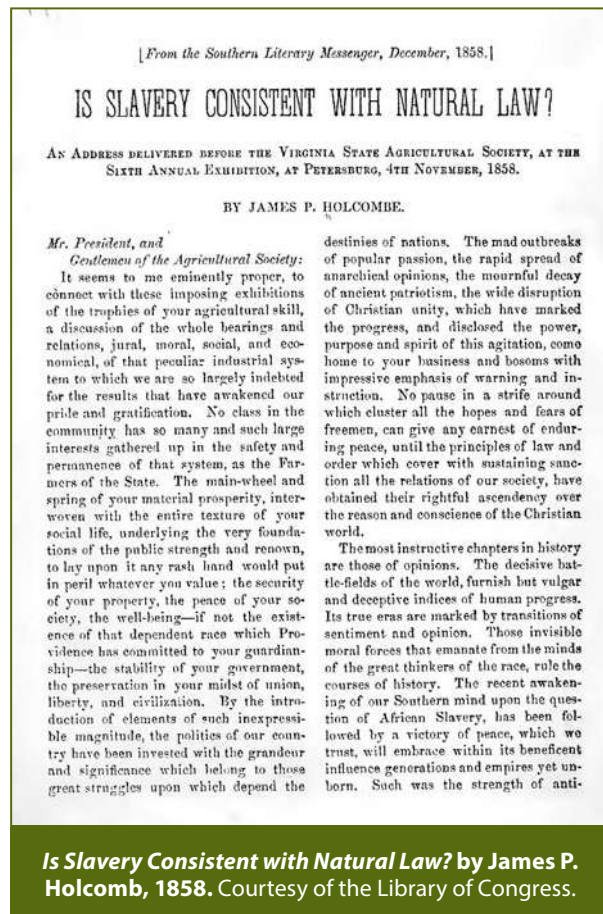 [From the Southern Literary Messenger, December, 1858.]
IS SLAVERY CONSISTENT WITH NATURAL LAW?
An Address delivered before the Virginia State Agricultural Society, at the
Sixth Annual Exhibition, at Petersburg, 4th November, 1858.
BY JAMES P. HOLCOMBE.
Mr. President, and
Gentlemen of the Agricultural Society:
It seems to me eminently proper, to
connect with these imposing exhibitions
of the trophies of your agricultural skill,
a discussion of the whole bearings and
relations, jural, moral, social, and eco-
nomical, of that peculiar industrial sys-
tem to which we are so largely indebted
for the results that have awakened our
pride and gratification. No class in the
community has so many and such large
interests gathered up in the safety and
permanence of that system, as the Far-
mers of the State. The main-wheel and
spring of your material prosperity, inter-
woven with the entire texture of your
social life, underlying the very founda-
tions of the public strength and renown,
to lay upon it any rash hand would put
in peril whatever you value; the security
of your property, the peace of your so-
ciety, the well-being—if not the exist-
ence of that dependent race which Pro-
vidence has committed to your guardian-
ship—the stability of your government,
the preservation in your midst of union,
liberty, and civilization. By the intro-
duction of elements of such inexpressi-
ble magnitude, the politics of our coun-
try have been invested with the grandeur
and significance which belong to those
great struggles upon which depend the
destinies of nations. The mad outbreaks
of popular passion, the rapid spread of
anarchical opinions, the mournful decay
of ancient patriotism, the wide disruption
of Christian unity, which have marked
the progress, and disclosed the power,
purpose and spirit of this agitation, come
home to your business and bosoms with
impressive emphasis of warning and in-
struction. No pause in a strife around
which cluster all the hopes and fears of
freemen, can give any earnest of endur-
ing peace, until the principles of law and
order which cover with sustaining sanc-
tion all the relations of our society, have
obtained their rightful ascendency over
the reason and conscience of the Christian
world.
The most instructive chapters in history
are those of opinions. The decisive bat-
tle-fields of the world, furnish but vulgar
and deceptive indices of human progress.
Its true eras are marked by transitions of
sentiment and opinion. Those invisible
moral forces that emanate from the minds
of the great thinkers of the race, rule the
courses of history. The recent awaken-
ing of our Southern mind upon the ques-
tion of African Slavery, has been fol-
lowed by a victory of peace, which we
trust, will embrace within its beneficent
influence generations and empires yet un-
born. Such was the strength of anti-
Is Slavery Consistent with Natural Law? by James P.
Holcomb, 1858. Courtesy of the Library of Congress.